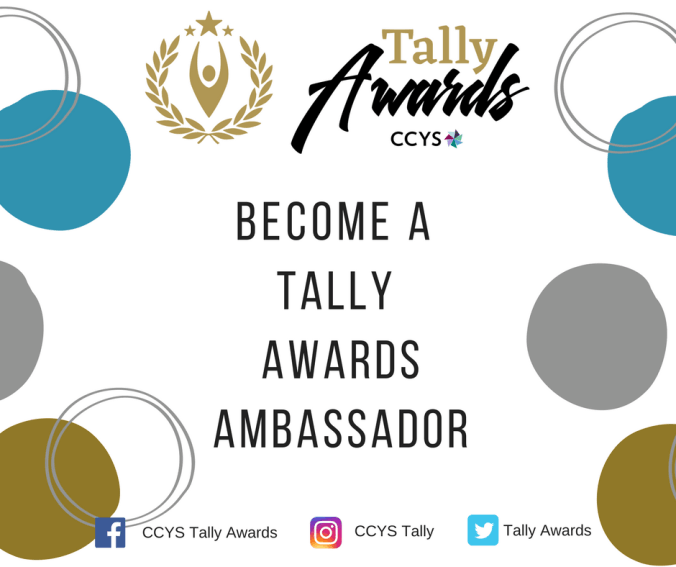 Tally
Awards
CCYS
BECOME A
TALLY
AWARDS
AMBASSADOR
CCYS Tally Awards
CCYS Tally
Tally Awards